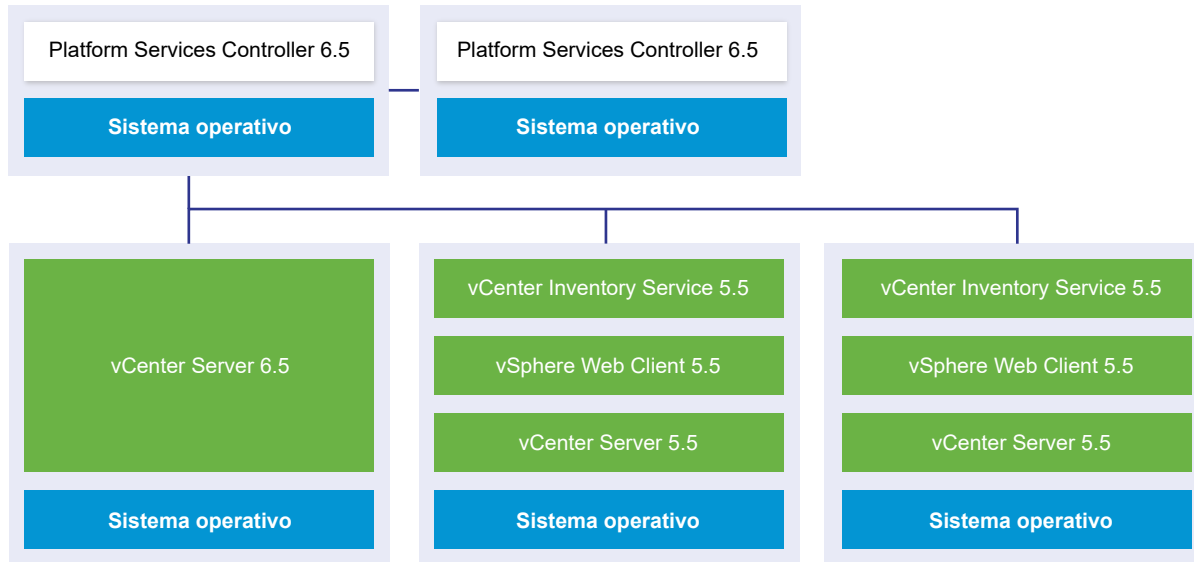 Platform Services Controller 6.5
Sistema operativo
Platform Services Controller 6.5
Sistema operativo
vCenter Server 6.5
Sistema operativo
vCenter Inventory Service 5.5
vSphere Web Client 5.5
vCenter Server 5.5
Sistema operativo
vCenter Inventory Service 5.5
vSphere Web Client 5.5
vCenter Server 5.5
Sistema operativo